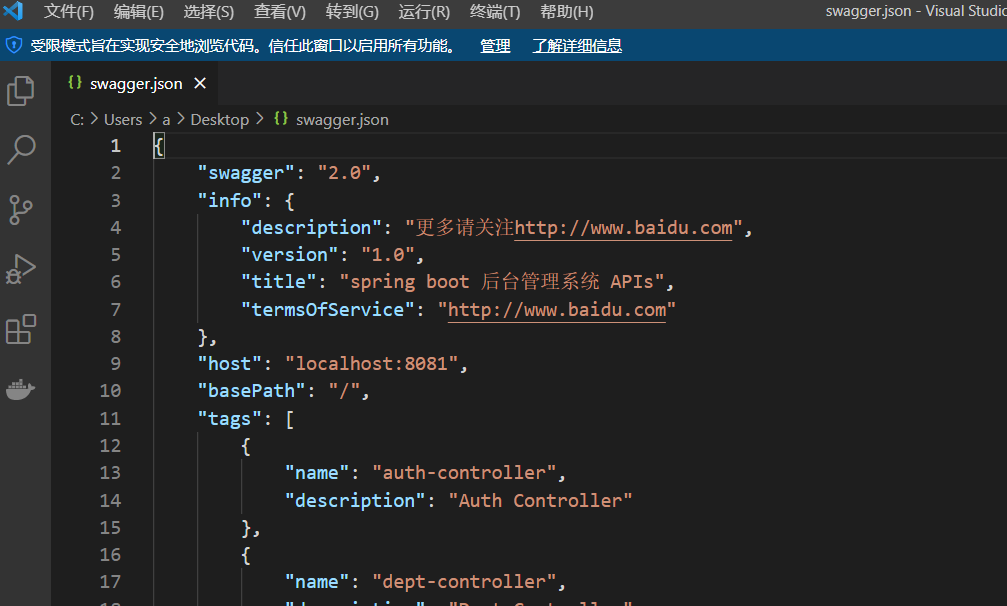 文件(F) 编辑(E) 选择(S) 查看(V) 转到(G) 运行(R) 终端(T) 帮助(H) swagger.json - Visual Studio
受限模式旨在实现安全地浏览代码。信任此窗口以启用所有功能。 管理 了解详细信息
{} swagger.json ×
C: > Users > a > Desktop > {} swagger.json
1 {
2 "swagger": "2.0",
3 "info": {
4 "description": "更多请关注http://www.baidu.com",
5 "version": "1.0",
6 "title": "spring boot 后台管理系统 APIs",
7 "termsOfService": "http://www.baidu.com"
8 },
9 "host": "localhost:8081",
10 "basePath": "/",
11 "tags": [
12 {
13 "name": "auth-controller",
14 "description": "Auth Controller"
15 },
16 {
17 "name": "dept-controller",